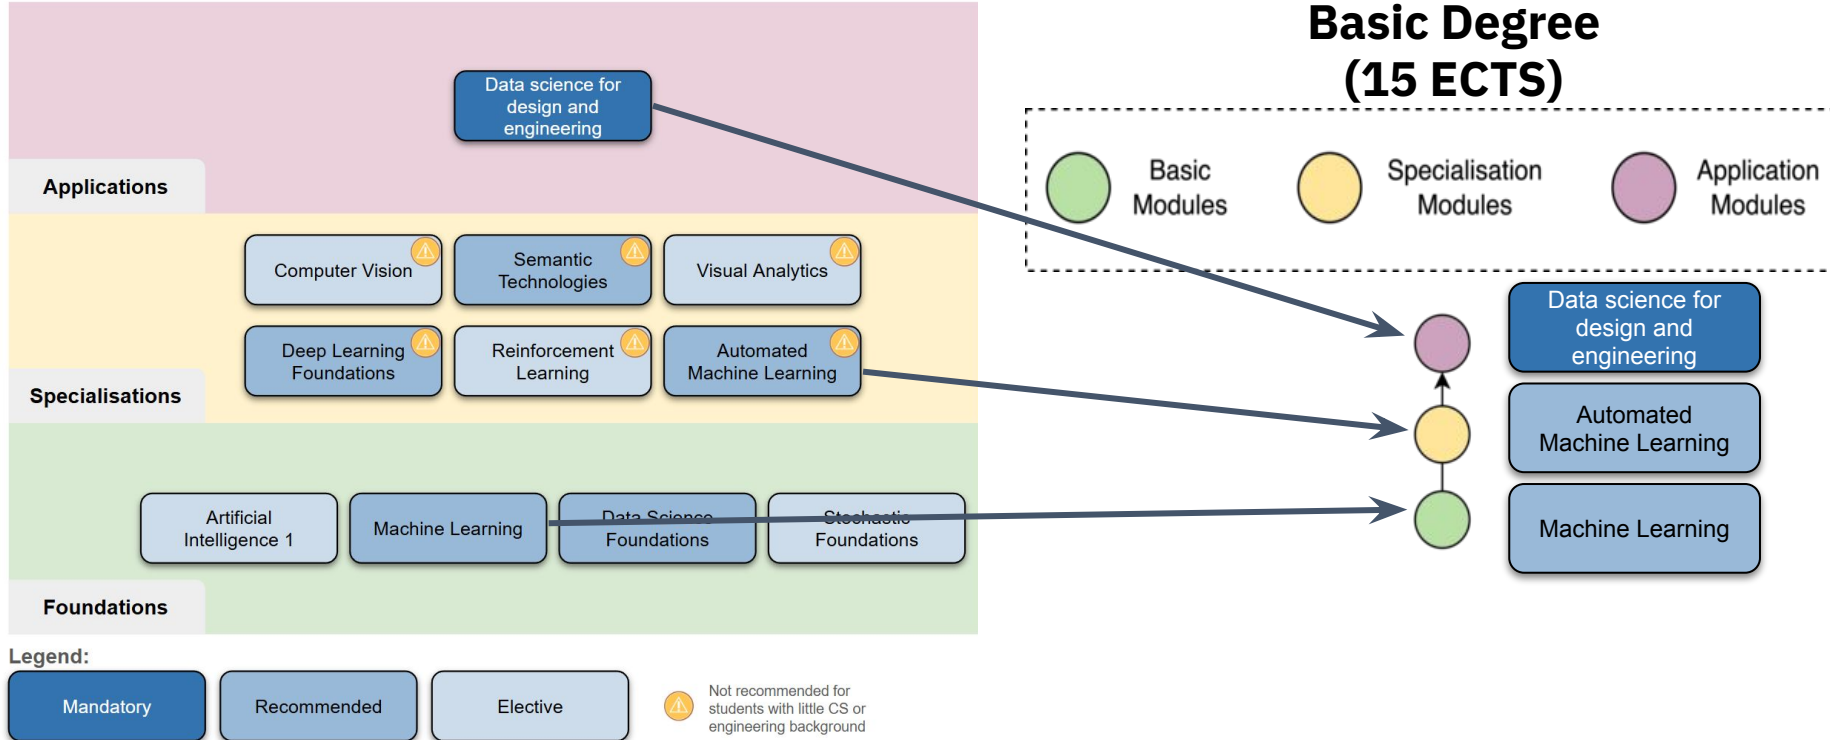 Basic Degree
(15 ECTS)
Data science for
design and
engineering
Applications
Basic
Modules
Specialisation
Modules
Application
Modules
Computer Vision
Semantic
Technologies
Visual Analytics
Deep Learning
Foundations
Reinforcement
Learning
Automated
Machine Learning
Specialisations
Data science for
design and
engineering
Automated
Machine Learning
Machine Learning
Artificial
Intelligence 1
Machine Learning
Data Science
Foundations
Stochastic
Foundations
Foundations
Legend:
Mandatory
Recommended
Elective
Not recommended for
students with little CS or
engineering background